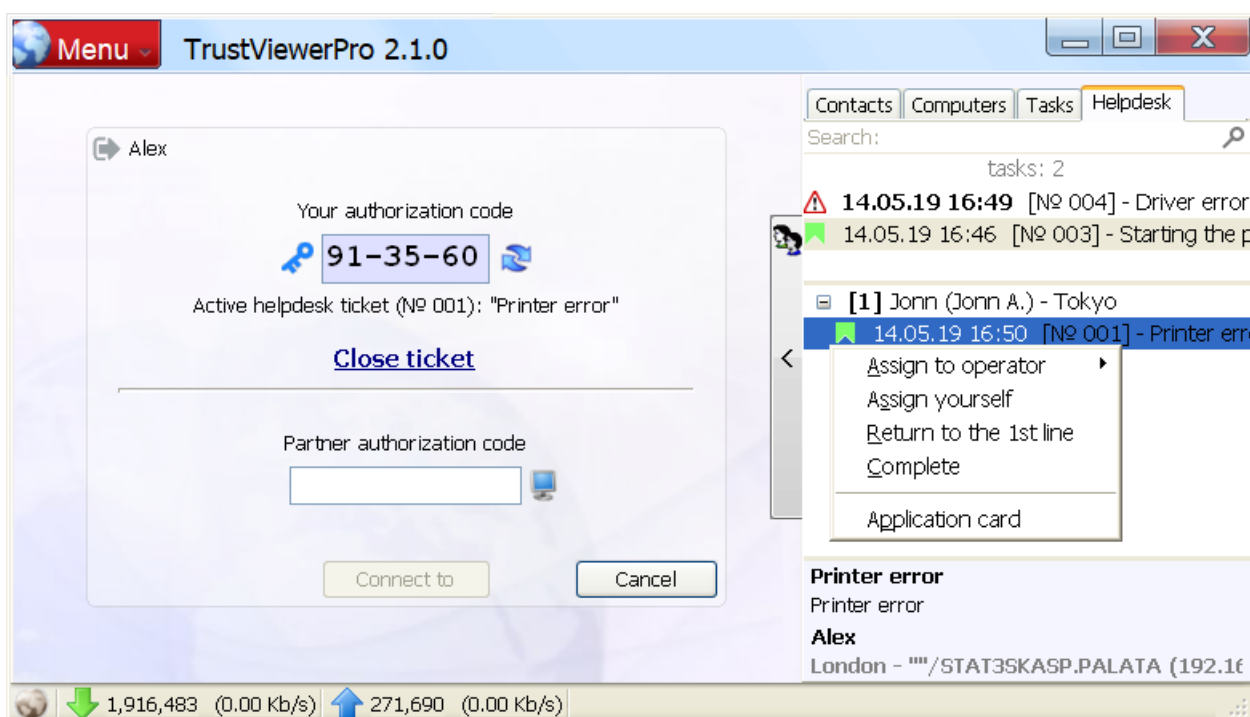 Menu
TrustViewerPro 2.1.0
Contacts Computers Tasks Helpdesk
Search:
tasks: 2
14.05.19 16:49 [№ 004] - Driver error
14.05.19 16:46 [№ 003] - Starting the
[1] Jonn (Jonn A.) - Tokyo
14.05.19 16:50 [№ 001] - Printer
Assign to operator
Assign yourself
Return to the 1st line
Complete
Application card
Printer error
Printer error
Alex
London - ""/STAT3SKASP.PALATA
Alex
Your authorization code
91-35-60
Active helpdesk ticket (№ 001): "Printer error"
Close ticket
Partner authorization code
Connect to
Cancel
1,916,483 (0.00 Kb/s) 271,690 (0.00 Kb/s)